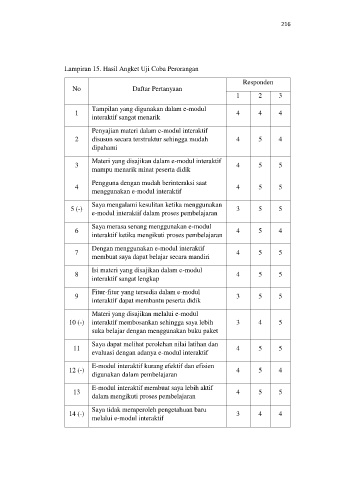 216
Lampiran 15. Hasil Angket Uji Coba Perorangan
No Daftar Pertanyaan Responden
1 2 3
1 Tampilan yang digunakan dalam e-modul
interaktif sangat menarik 4 4 4
2 Penyajian materi dalam e-modul interaktif
disusun secara terstruktur sehingga mudah
dipahami 4 5 4
3 Materi yang disajikan dalam e-modul interaktif
mampu menarik minat peserta didik 4 5 5
4 Pengguna dengan mudah berinteraksi saat
menggunakan e-modul interaktif 4 5 5
5 (-) Saya mengalami kesulitan ketika menggunakan
e-modul interaktif dalam proses pembelajaran 3 5 5
6 Saya merasa senang menggunakan e-modul
interaktif ketika mengikuti proses pembelajaran 4 5 4
7 Dengan menggunakan e-modul interaktif
membuat saya dapat belajar secara mandiri 4 5 5
8 Isi materi yang disajikan dalam e-modul
interaktif sangat lengkap 4 5 5
9 Fitur-fitur yang tersedia dalam e-modul
interaktif dapat membantu peserta didik 3 5 5
10 (-) Materi yang disajikan melalui e-modul
interaktif membosankan sehingga saya lebih
suka belajar dengan menggunakan buku paket 3 4 5
11 Saya dapat melihat perolehan nilai latihan dan
evaluasi dengan adanya e-modul interaktif 4 5 5
12 (-) E-modul interaktif kurang efektif dan efisien
digunakan dalam pembelajaran 4 5 4
13 E-modul interaktif membuat saya lebih aktif
dalam mengikuti proses pembelajaran 4 5 5
14 (-) Saya tidak memperoleh pengetahuan baru
melalui e-modul interaktif 3 4 4